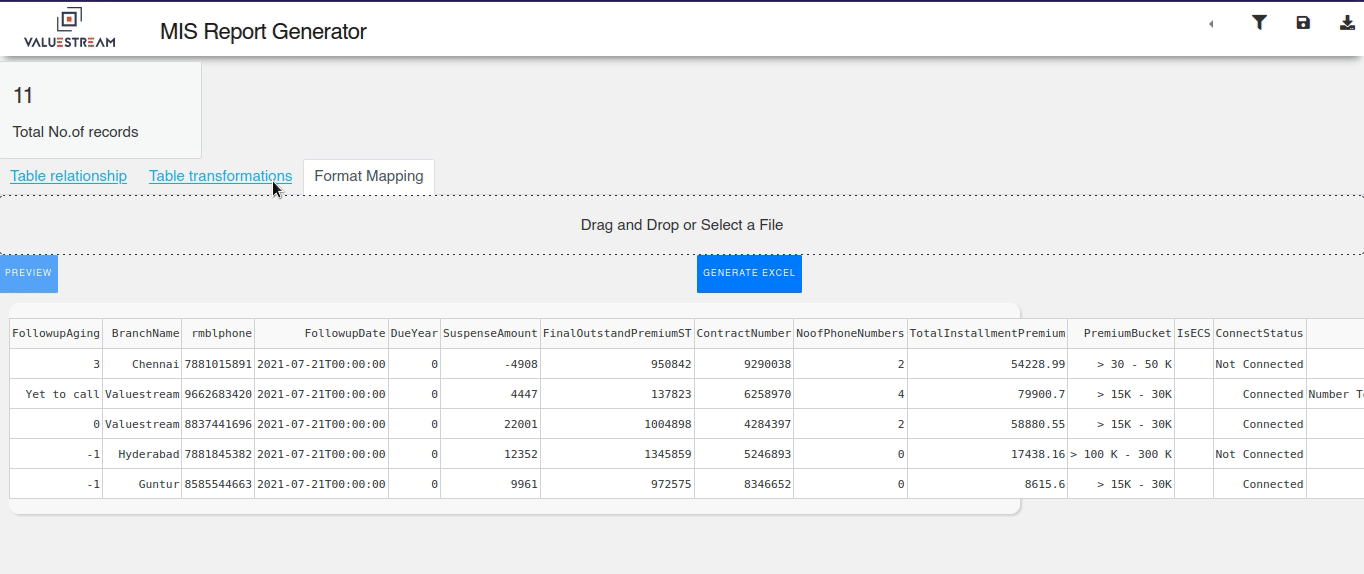 VALUESTREAM
MIS Report Generator
11
Total No.of records
Table relationship Table transformations Format Mapping
Drag and Drop or Select a File
PREVIEW GENERATE EXCEL
FollowupAging BranchName rmblphone FollowupDate DueYear SuspenseAmount FinalOutstandPremiumST ContractNumber NoofPhoneNumbers TotalInstallmentPremium PremiumBucket IsECS ConnectStatus
3 Chennai 7881015891 2021-07-21T00:00:00 0 -4908 950842 9290038 2 54228.99 > 30 - 50 K Not Connected
Yet to call Valuestream 9662683420 2021-07-21T00:00:00 0 4447 137823 6258970 4 79900.7 > 15K - 30K Connected Number
0 Valuestream 8837441696 2021-07-21T00:00:00 0 22001 1004898 4284397 2 58880.55 > 15K - 30K Connected
-1 Hyderabad 7881845382 2021-07-21T00:00:00 0 12352 1345859 5246893 0 17438.16 > 100 K - 300 K Not Connected
-1 Guntur 8585544663 2021-07-21T00:00:00 0 9961 972575 8346652 0 8615.6 > 15K - 30K Connected